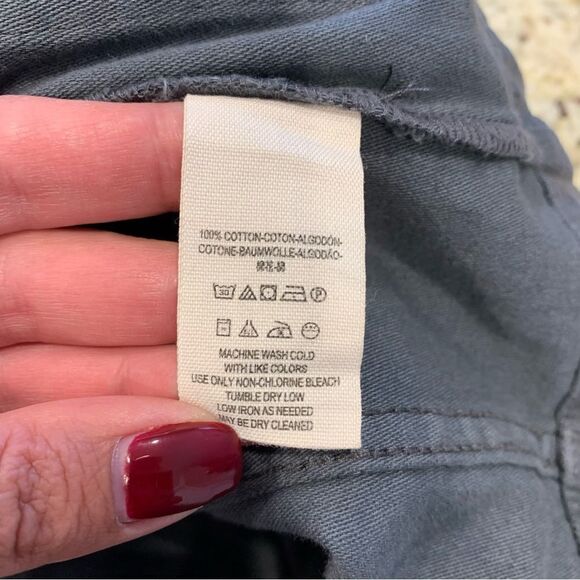 100% COTTON-COTON-ALGODÓN-
COTONE-BAUMWOLLE-ALGODÃO-
30 P
MACHINE WASH COLD
WITH LIKE COLORS
USE ONLY NON-CHLORINE BLEACH
TUMBLE DRY LOW
LOW IRON AS NEEDED
MAY BE DRY CLEANED